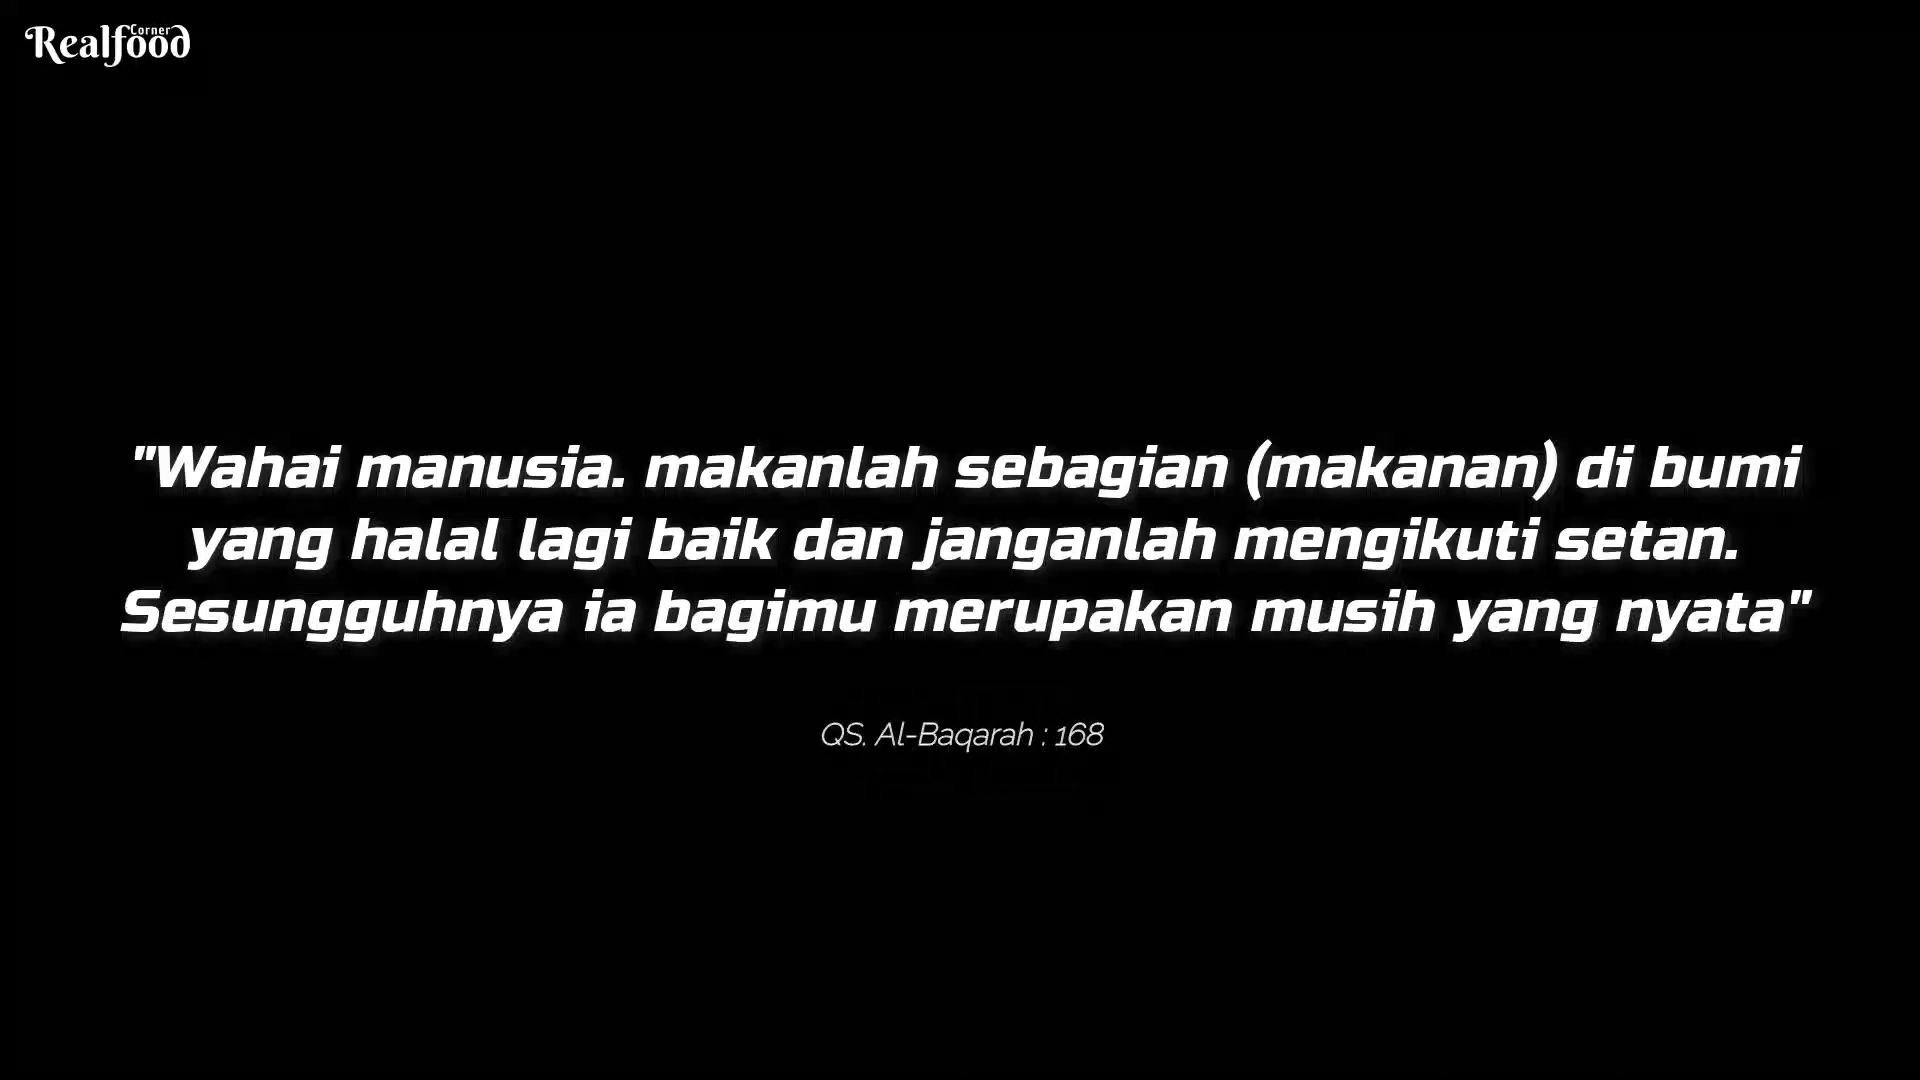 Realfood Corner
"Wahai manusia. makanlah sebagian (makanan) di bumi
yang halal lagi baik dan janganlah mengikuti setan.
Sesungguhnya ia bagimu merupakan musih yang nyata"
QS. Al-Baqarah : 168